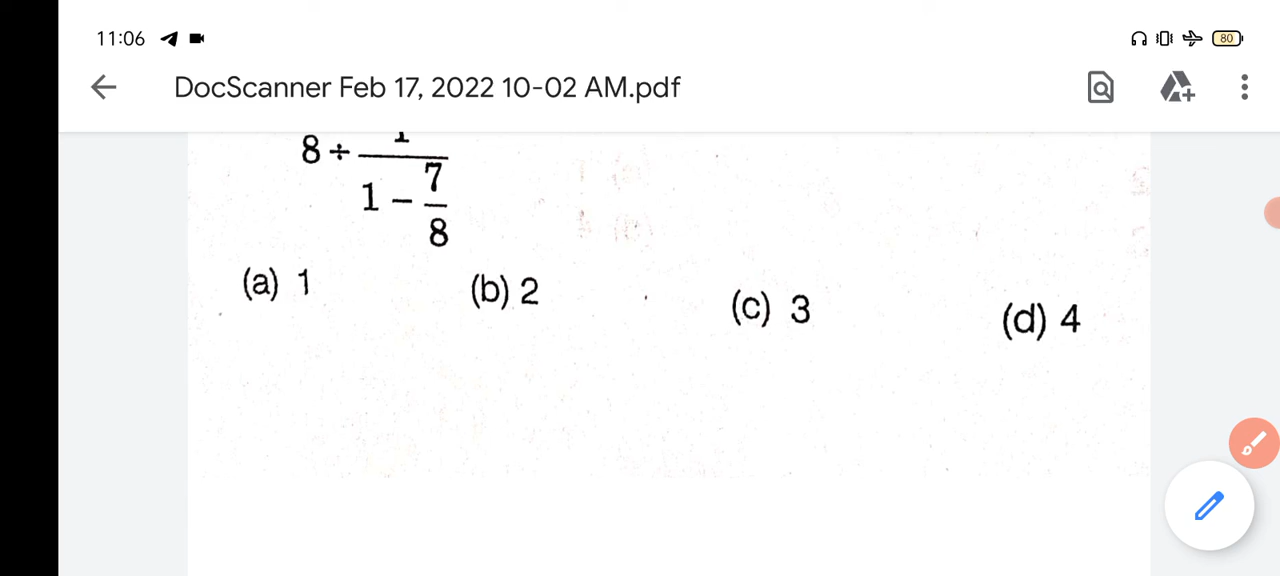 11:06
80
DocScanner Feb 17, 2022 10-02 AM.pdf
8 ÷ 1
1 - 7
8
(a) 1 (b) 2 (c) 3 (d) 4